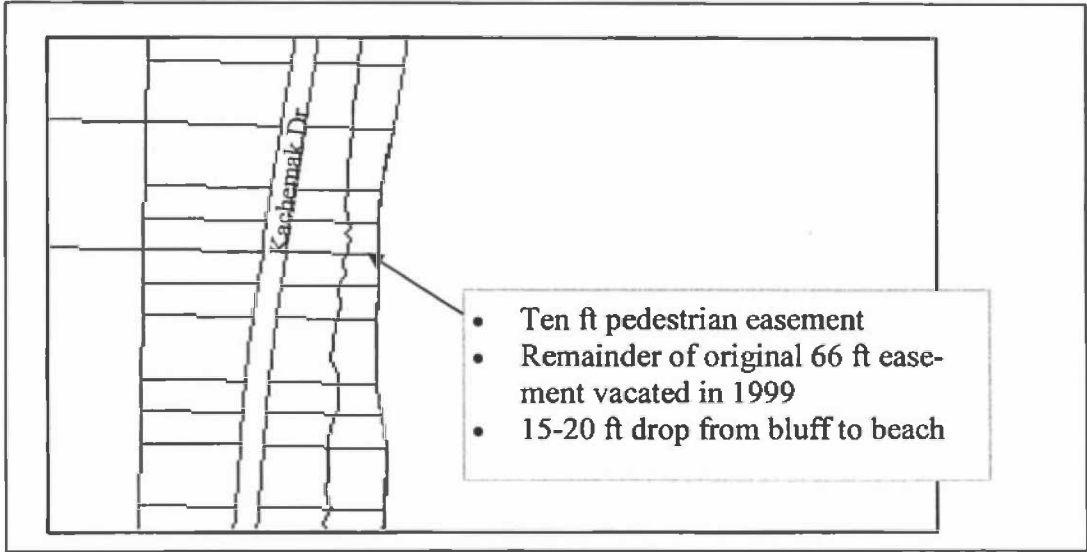 Kachemak Dr
• Ten ft pedestrian easement
• Remainder of original 66 ft ease-
ment vacated in 1999
• 15-20 ft drop from bluff to beach